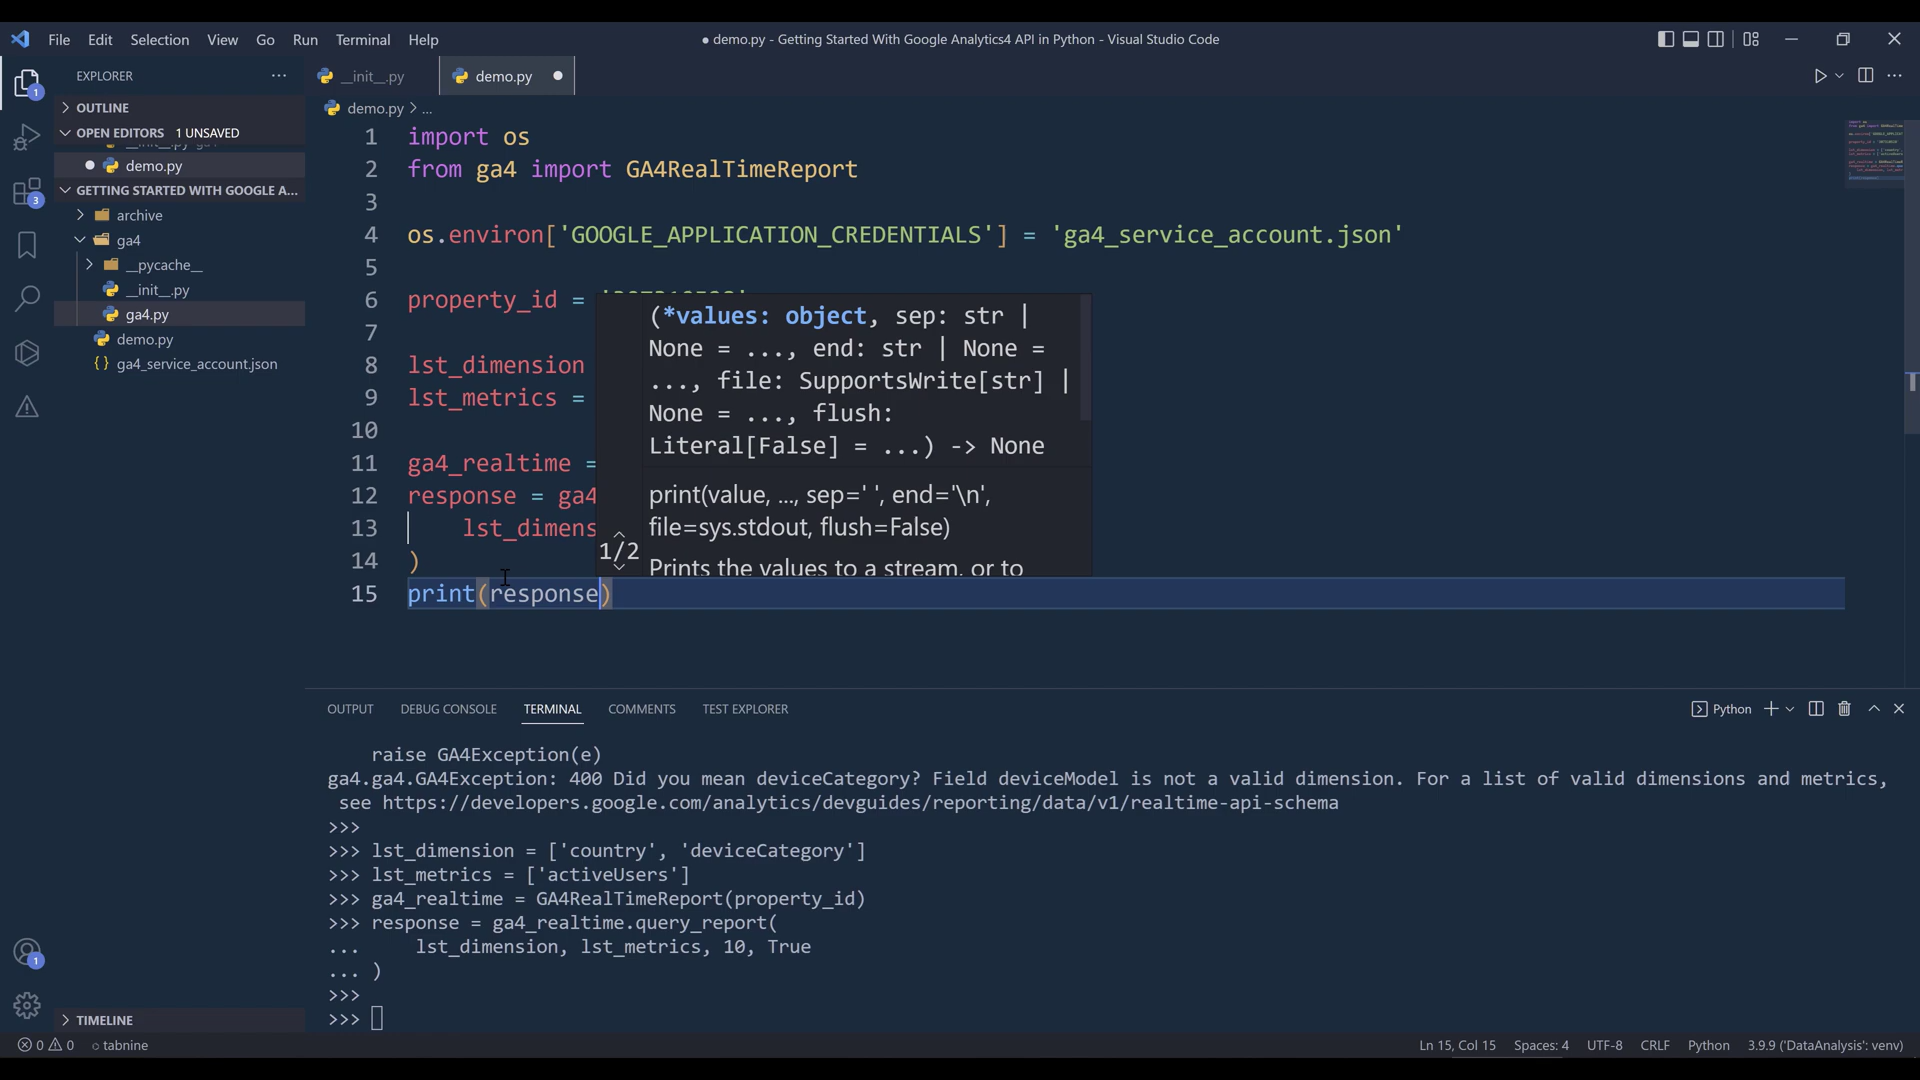 File Edit Selection View Go Run Terminal Help
● demo.py - Getting Started With Google Analytics4 API in Python - Visual Studio Code
EXPLORER
OUTLINE
OPEN EDITORS 1 UNSAVED
__init__.py ga4
demo.py
GETTING STARTED WITH GOOGLE A...
archive
ga4
__pycache__
__init__.py
ga4.py
demo.py
{ } ga4_service_account.json
TIMELINE
1
3
1
__init__.py
demo.py
demo.py > ...
1 import os
2 from ga4 import GA4RealTimeReport
3
4 os.environ['GOOGLE_APPLICATION_CREDENTIALS'] = 'ga4_service_account.json'
5
6 property_id =
7
8 lst_dimension
9 lst_metrics =
10
11 ga4_realtime =
12 response = ga4
13 lst_dimens
14 )
15 print(response)
(*values: object, sep: str |
None = ..., end: str | None =
..., file: SupportsWrite[str] |
None = ..., flush:
Literal[False] = ...) -> None
print(value, ..., sep=' ', end='\n',
file=sys.stdout, flush=False)
1/2
Prints the values to a stream, or to
OUTPUT DEBUG CONSOLE TERMINAL COMMENTS TEST EXPLORER
Python
raise GA4Exception(e)
ga4.ga4.GA4Exception: 400 Did you mean deviceCategory? Field deviceModel is not a valid dimension. For a list of valid dimensions and metrics,
see https://developers.google.com/analytics/devguides/reporting/data/v1/realtime-api-schema
>>>
>>> lst_dimension = ['country', 'deviceCategory']
>>> lst_metrics = ['activeUsers']
>>> ga4_realtime = GA4RealTimeReport(property_id)
>>> response = ga4_realtime.query_report(
... lst_dimension, lst_metrics, 10, True
... )
>>>
>>>
0 0 tabnine
Ln 15, Col 15 Spaces: 4 UTF-8 CRLF Python 3.9.9 ('DataAnalysis': venv)